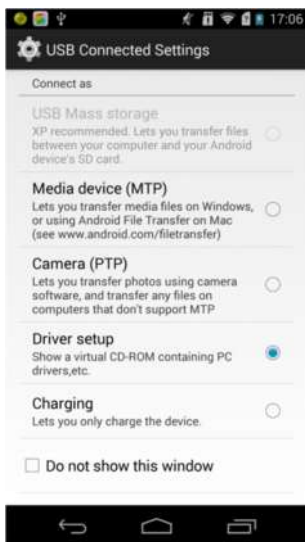 17:06
USB Connected Settings
Connect as
USB Mass storage
XP recommended. Lets you transfer files
between your computer and your Android
device's SD card.
Media device (MTP)
Lets you transfer media files on Windows,
or using Android File Transfer on Mac
(see www.android.com/filetransfer)
Camera (PTP)
Lets you transfer photos using camera
software, and transfer any files on
computers that don't support MTP
Driver setup
Show a virtual CD-ROM containing PC
drivers,etc.
Charging
Lets you only charge the device.
Do not show this window